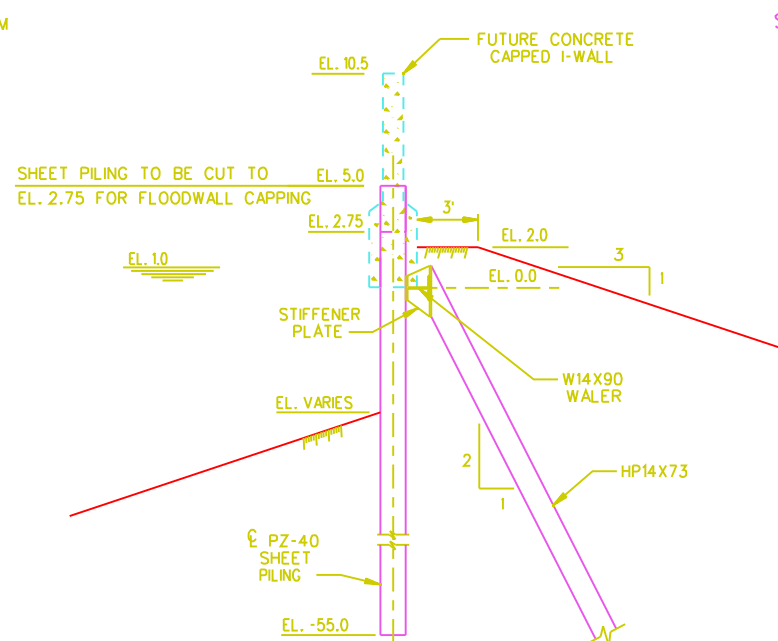 M
S
FUTURE CONCRETE
CAPPED I-WALL
EL. 10.5
SHEET PILING TO BE CUT TO
EL. 5.0
EL. 2.75 FOR FLOODWALL CAPPING
EL. 2.75
3'
EL. 2.0
EL. 1.0
3
1
EL. 0.0
STIFFENER
PLATE
W14X90
WALER
EL. VARIES
2
1
HP14X73
℄ PZ-40
SHEET
PILING
EL. -55.0